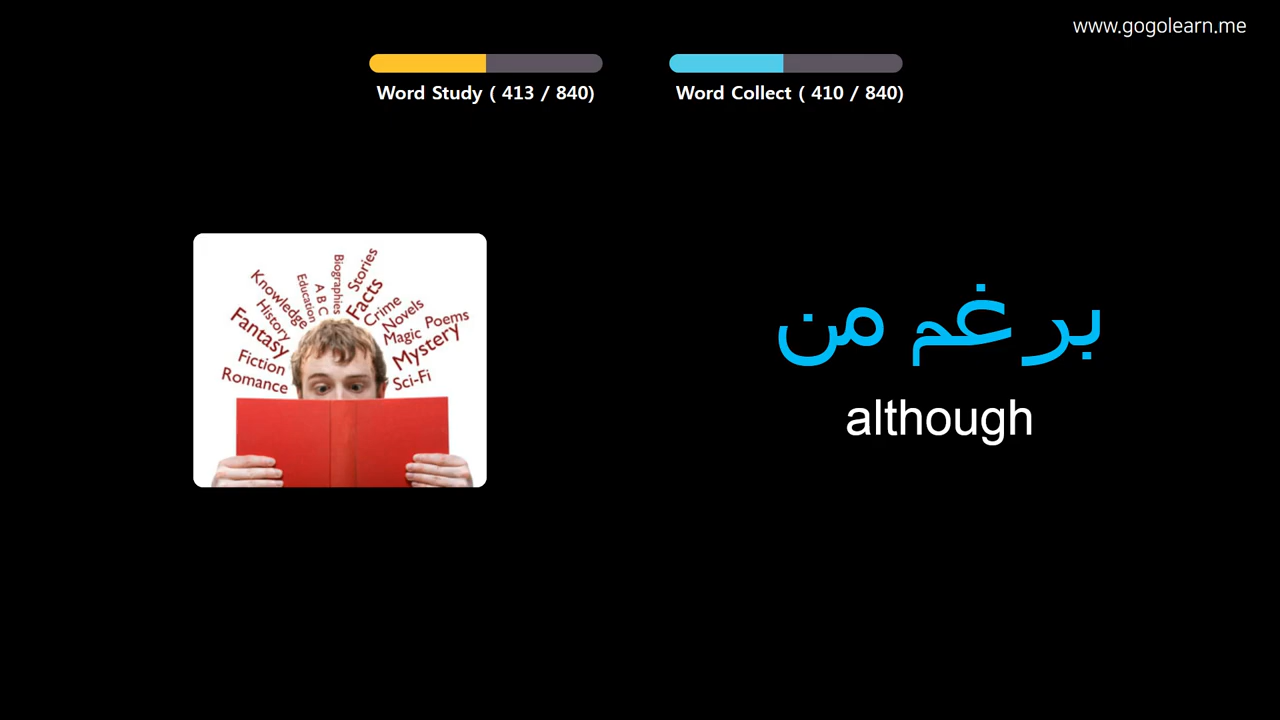 www.gogolearn.me
Word Study ( 413 / 840)
Word Collect ( 410 / 840)
Stories
Biographies
Facts
A B C
Education
Knowledge
Crime
Novels
History
Poems
Magic
Fantasy
Mystery
Fiction
Sci-Fi
Romance
برغم من
although